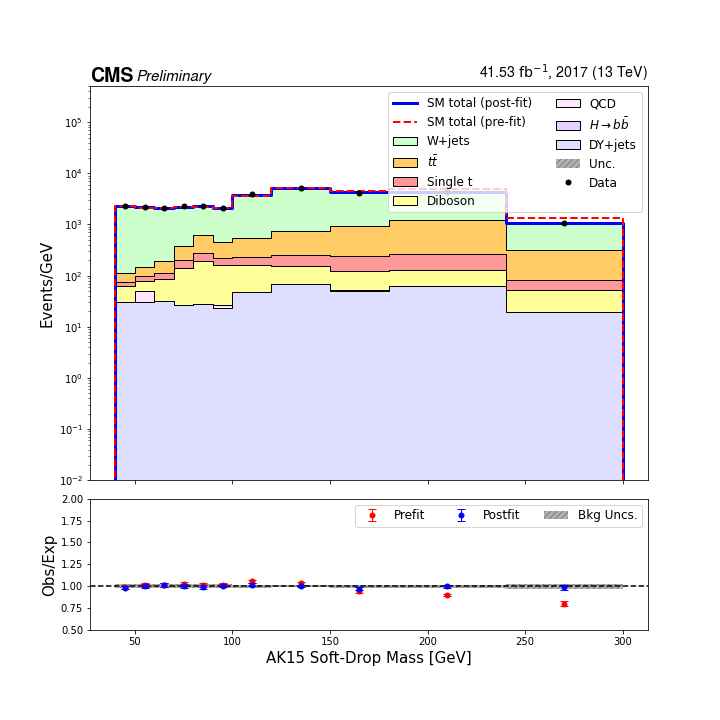 CMS Preliminary
41.53 fb⁻¹, 2017 (13 TeV)
SM total (post-fit)
SM total (pre-fit)
W+jets
tt̄
Single t
Diboson
QCD
H→bb̄
DY+jets
Unc.
Data
Events/GeV
10⁵
10⁴
10³
10²
10¹
10⁰
10⁻¹
10⁻²
Prefit
Postfit
Bkg Uncs.
Obs/Exp
2.00
1.75
1.50
1.25
1.00
0.75
0.50
50 100 150 200 250 300
AK15 Soft-Drop Mass [GeV]